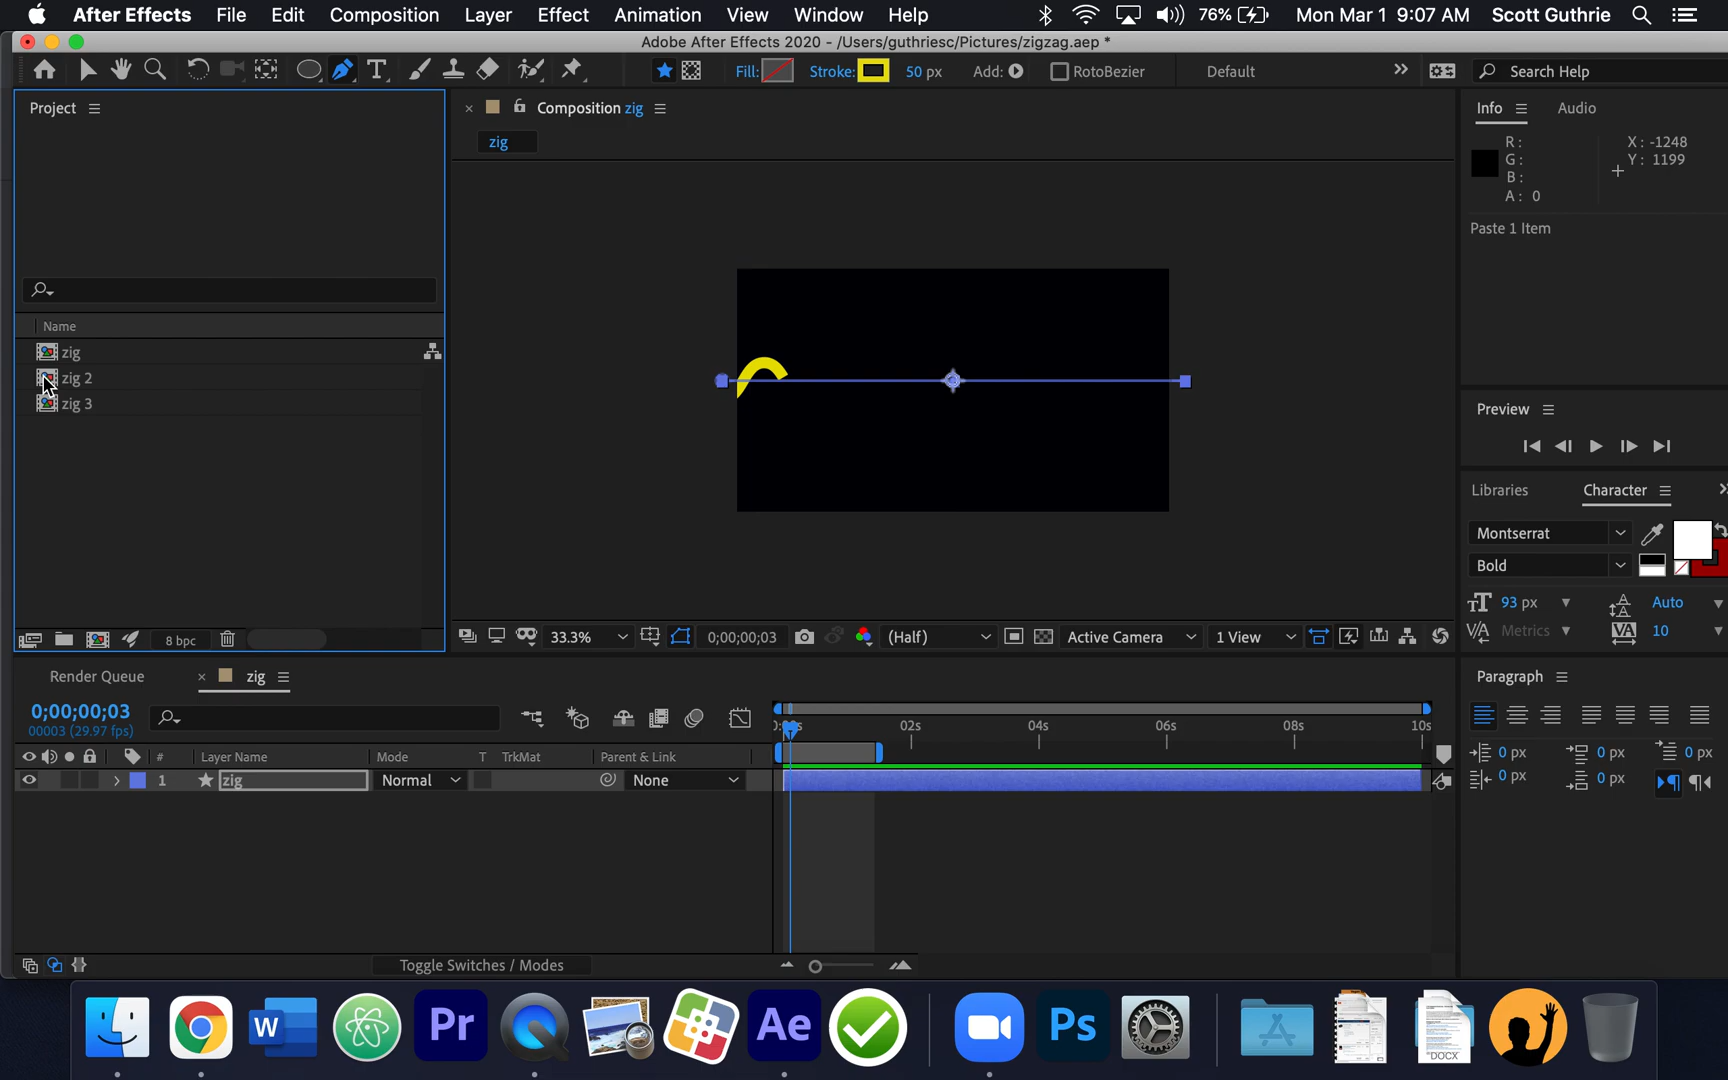 After Effects File Edit Composition Layer Effect Animation View Window Help 76% Mon Mar 1 9:07 AM Scott Guthrie
Adobe After Effects 2020 - /Users/guthriesc/Pictures/zigzag.aep *
T Fill: Stroke: 50 px Add: RotoBezier Default » Search Help
Project
Composition zig
Info Audio
zig
R: X: -1248
G: Y: 1199
B:
A: 0
Paste 1 Item
Name
zig
zig 2
zig 3
Preview
Libraries Character
Montserrat
Bold
93 px Auto
Metrics 10
8 bpc
33.3% 0;00;00;03 (Half) Active Camera 1 View
Render Queue zig
Paragraph
0;00;00;03
00003 (29.97 fps)
02s 04s 06s 08s 10s
# Layer Name Mode T TrkMat Parent & Link
1 zig Normal None
0 px 0 px 0 px
0 px 0 px
Toggle Switches / Modes
W Pr Ae Ps
DOCX